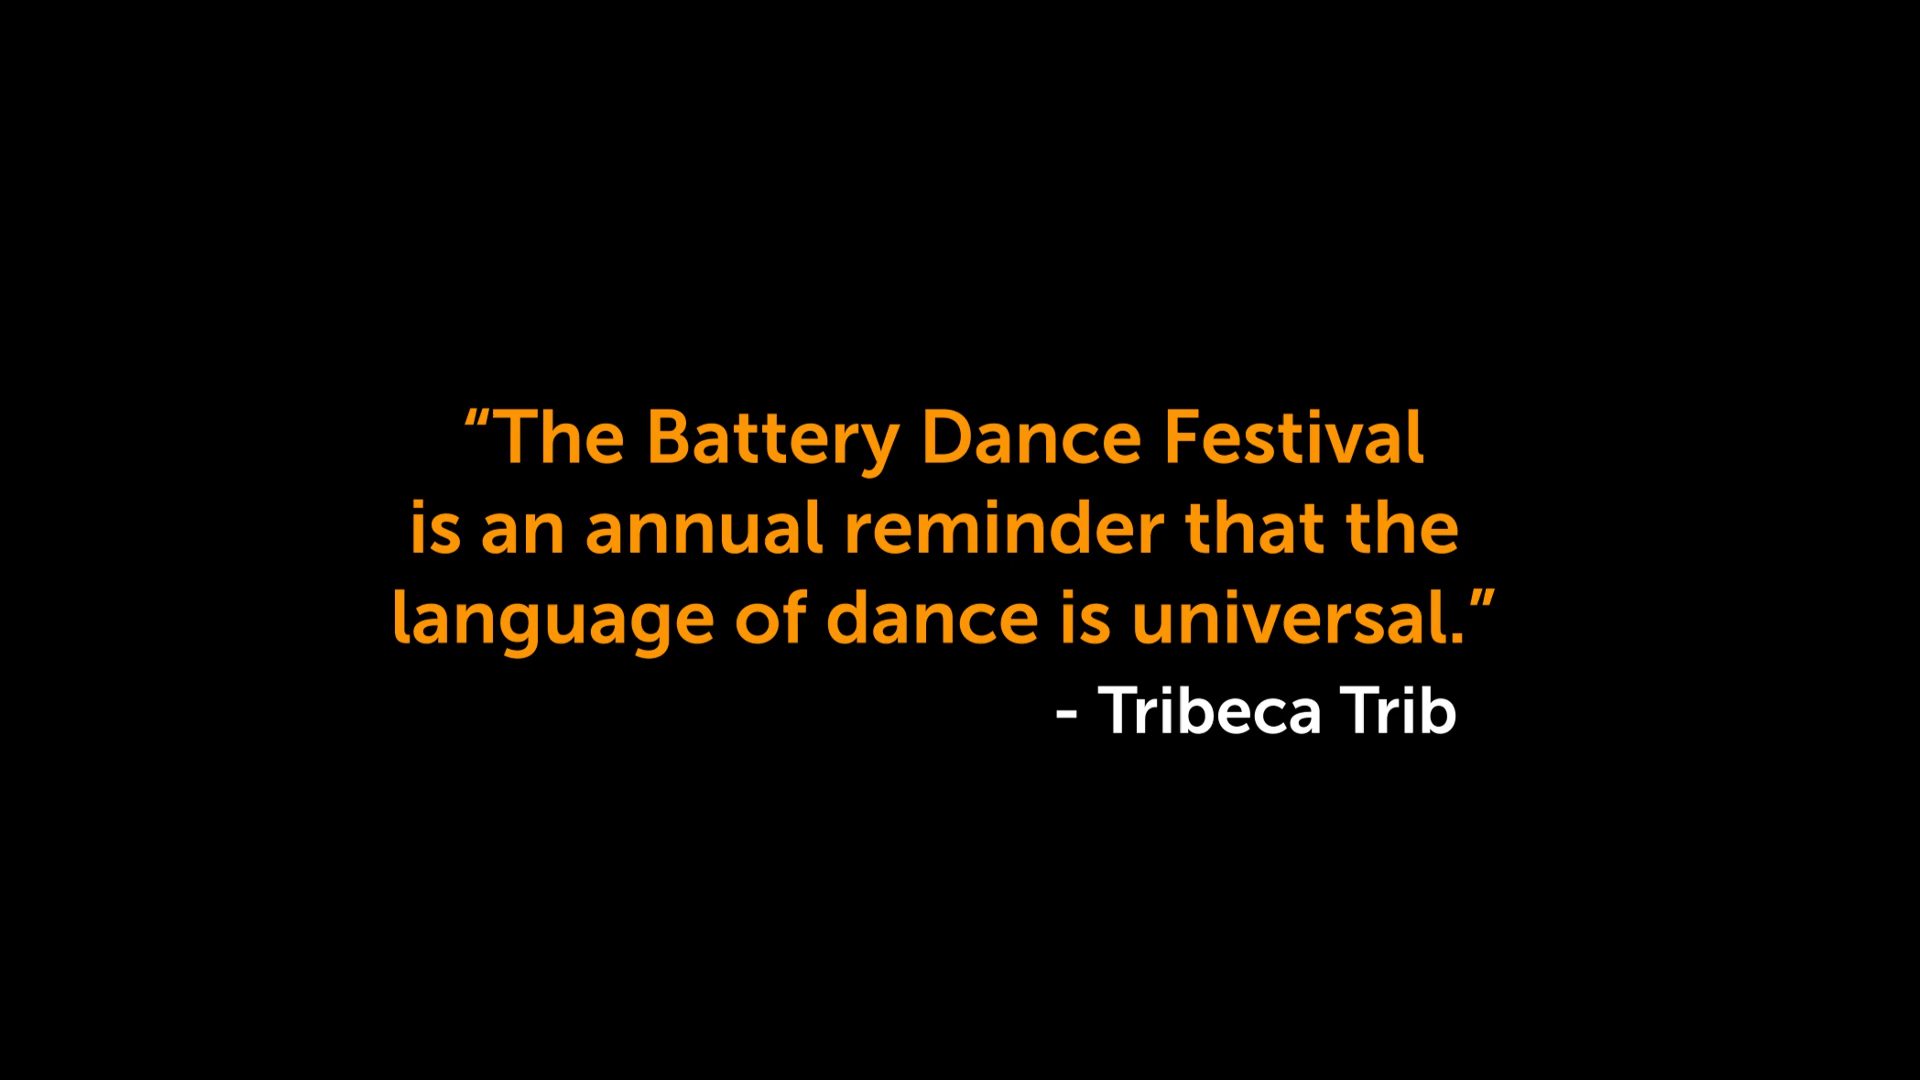 “The Battery Dance Festival
is an annual reminder that the
language of dance is universal.”
- Tribeca Trib